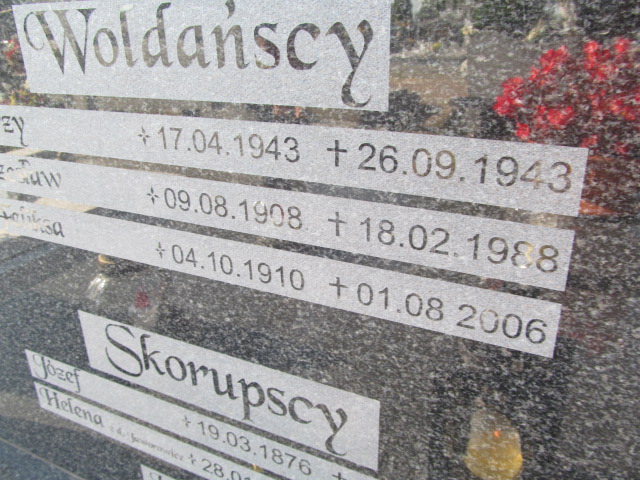 Woldańscy
17.04.1943 † 26.09.1943
09.08.1908 † 18.02.1988
04.10.1910 † 01.08 2006
Skorupscy
Józef 19.03.1876 †
Helena z d. Jaworowicz